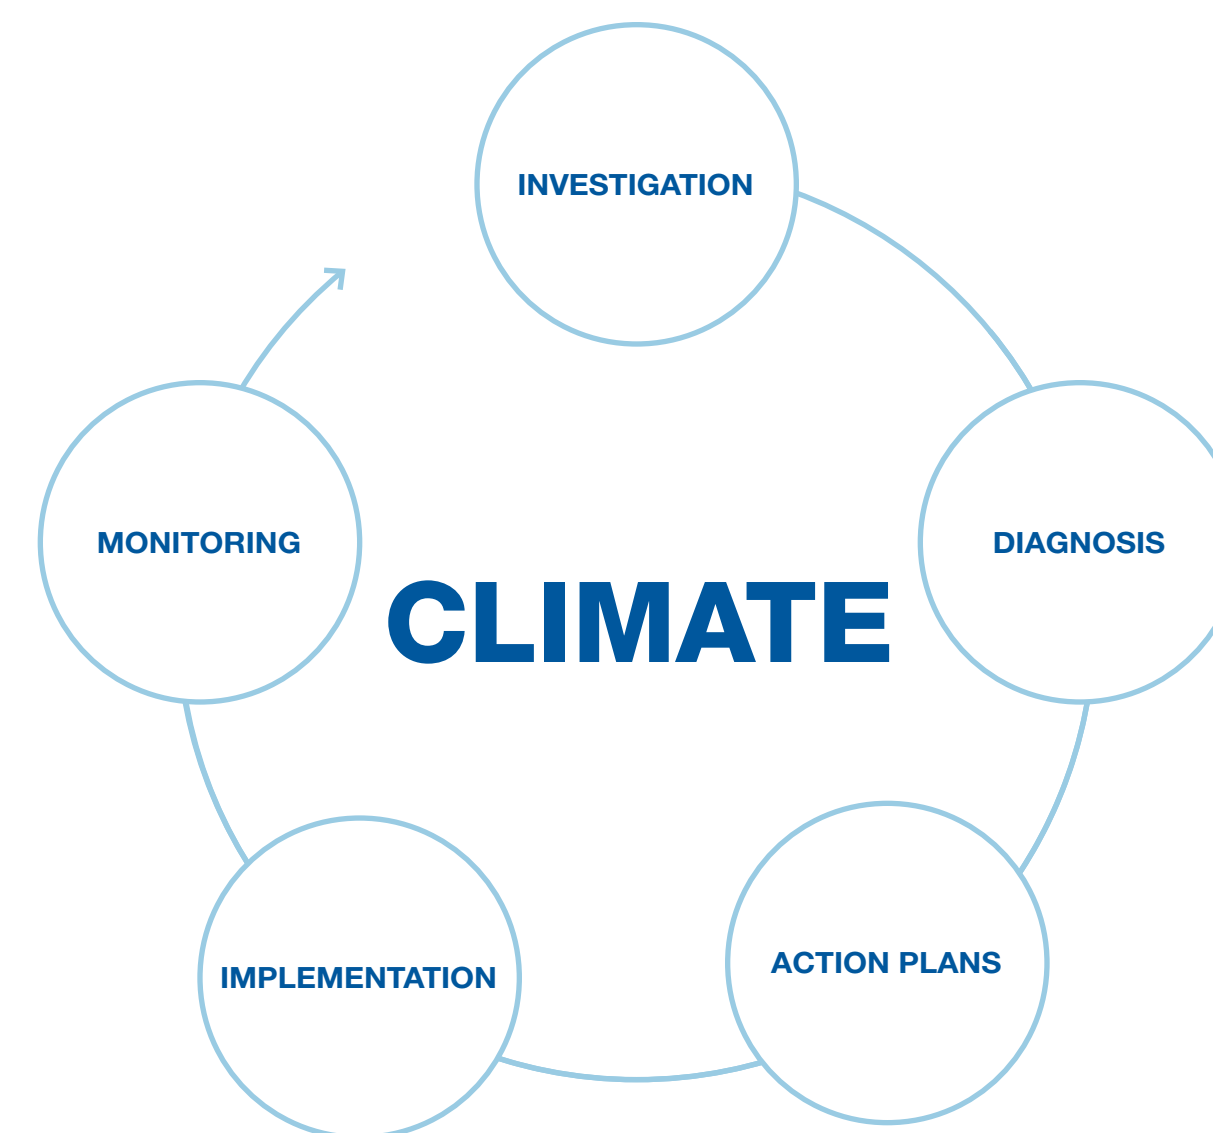 INVESTIGATION
DIAGNOSIS
MONITORING
CLIMATE
ACTION PLANS
IMPLEMENTATION